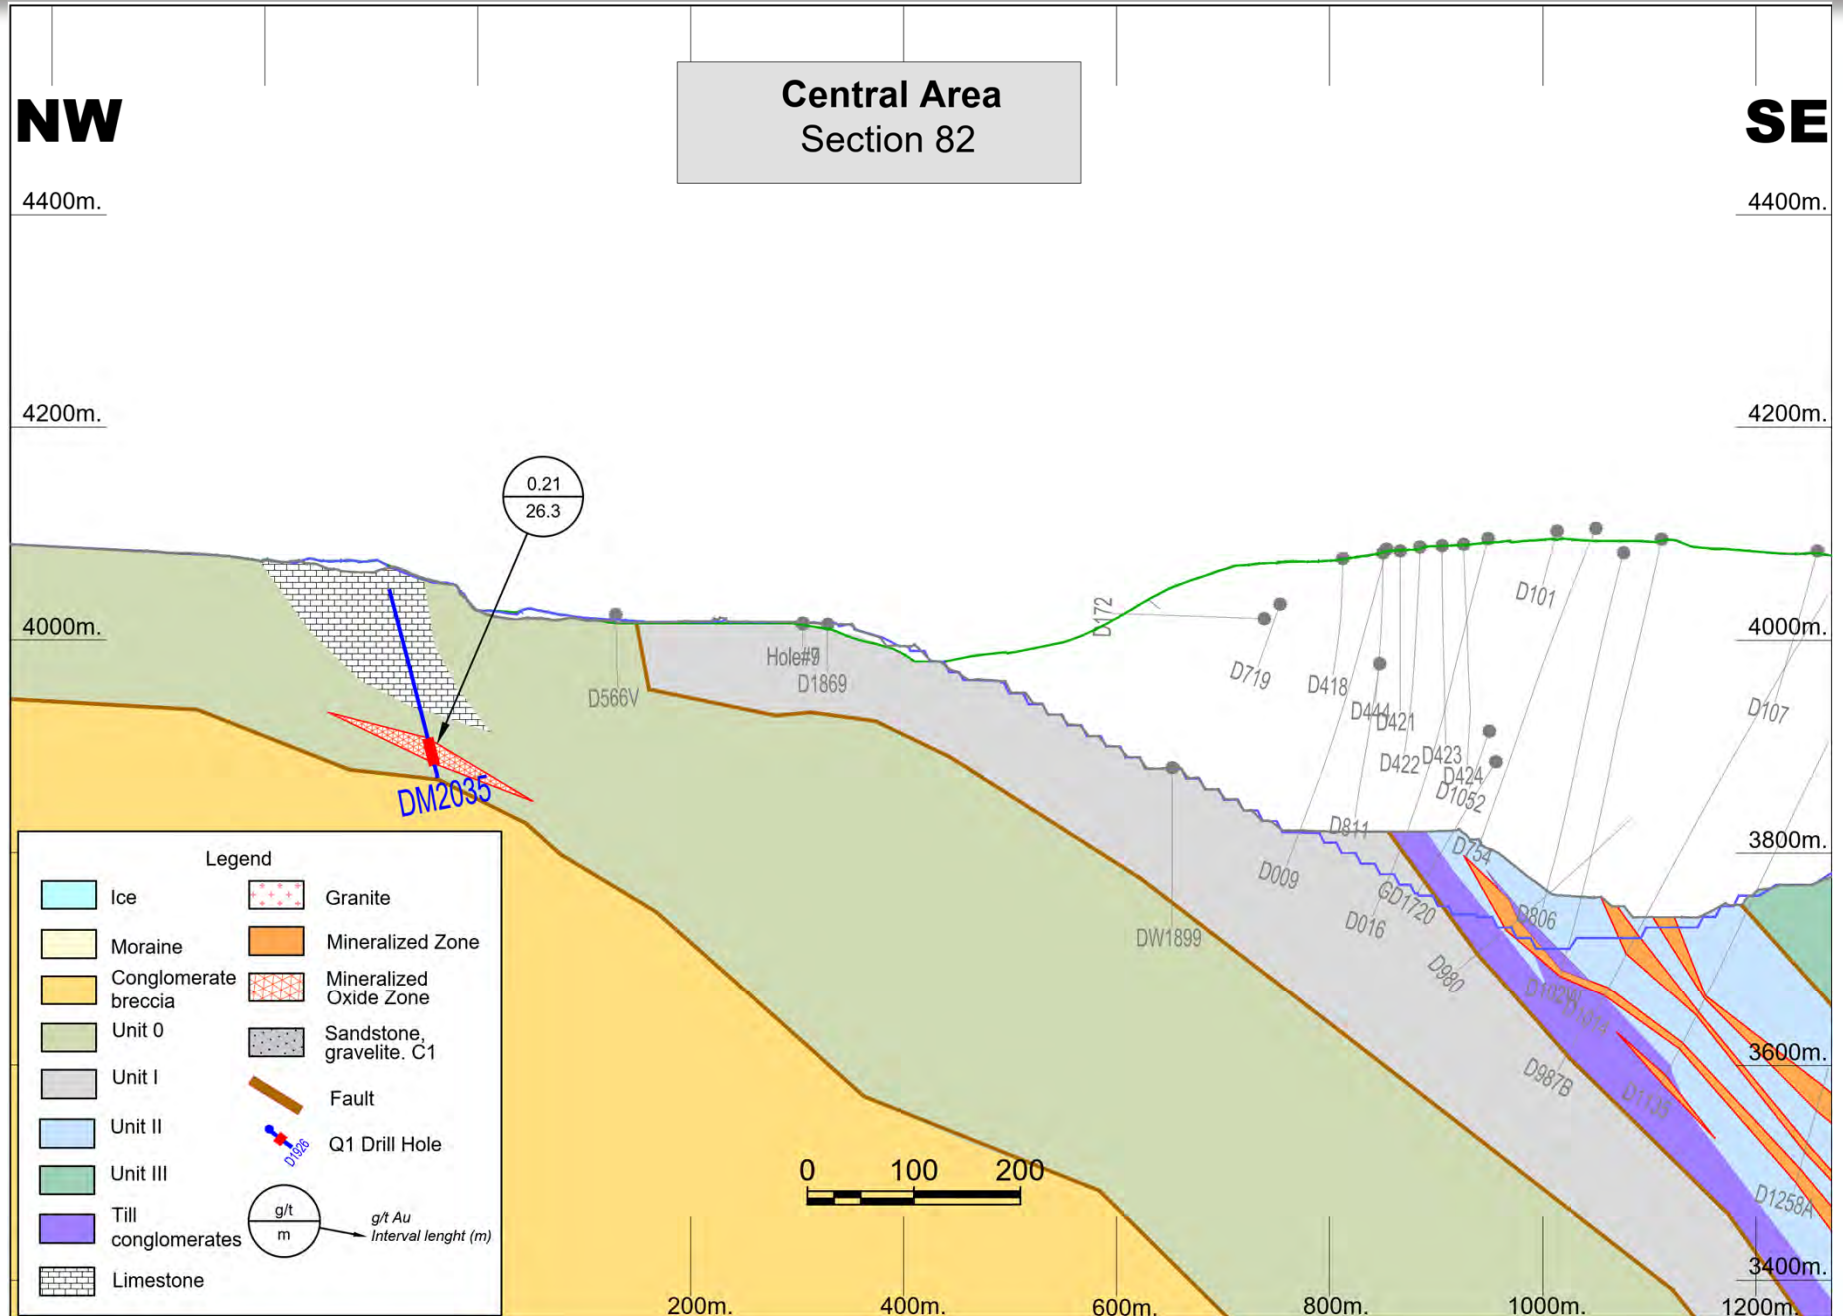 Central Area
Section 82
NW
SE
4400m.
4400m.
4200m.
4200m.
0.21
26.3
4000m.
4000m.
D172
D101
Hole#9
D566V
D1869
D719
D418
D444
D421
D107
D422
D423
D424
D1052
DM2035
D811
D754
3800m.
D009
GD1720
D806
D016
DW1899
D980
D987B
D1135
3600m.
D1258A
3400m.
Legend
Ice
Moraine
Conglomerate
breccia
Unit 0
Unit I
Unit II
Unit III
Till
conglomerates
Limestone
Granite
Mineralized Zone
Mineralized
Oxide Zone
Sandstone,
gravelite. C1
Fault
D1926
Q1 Drill Hole
g/t
m
g/t Au
Interval lenght (m)
0 100 200
200m. 400m. 600m. 800m. 1000m. 1200m.